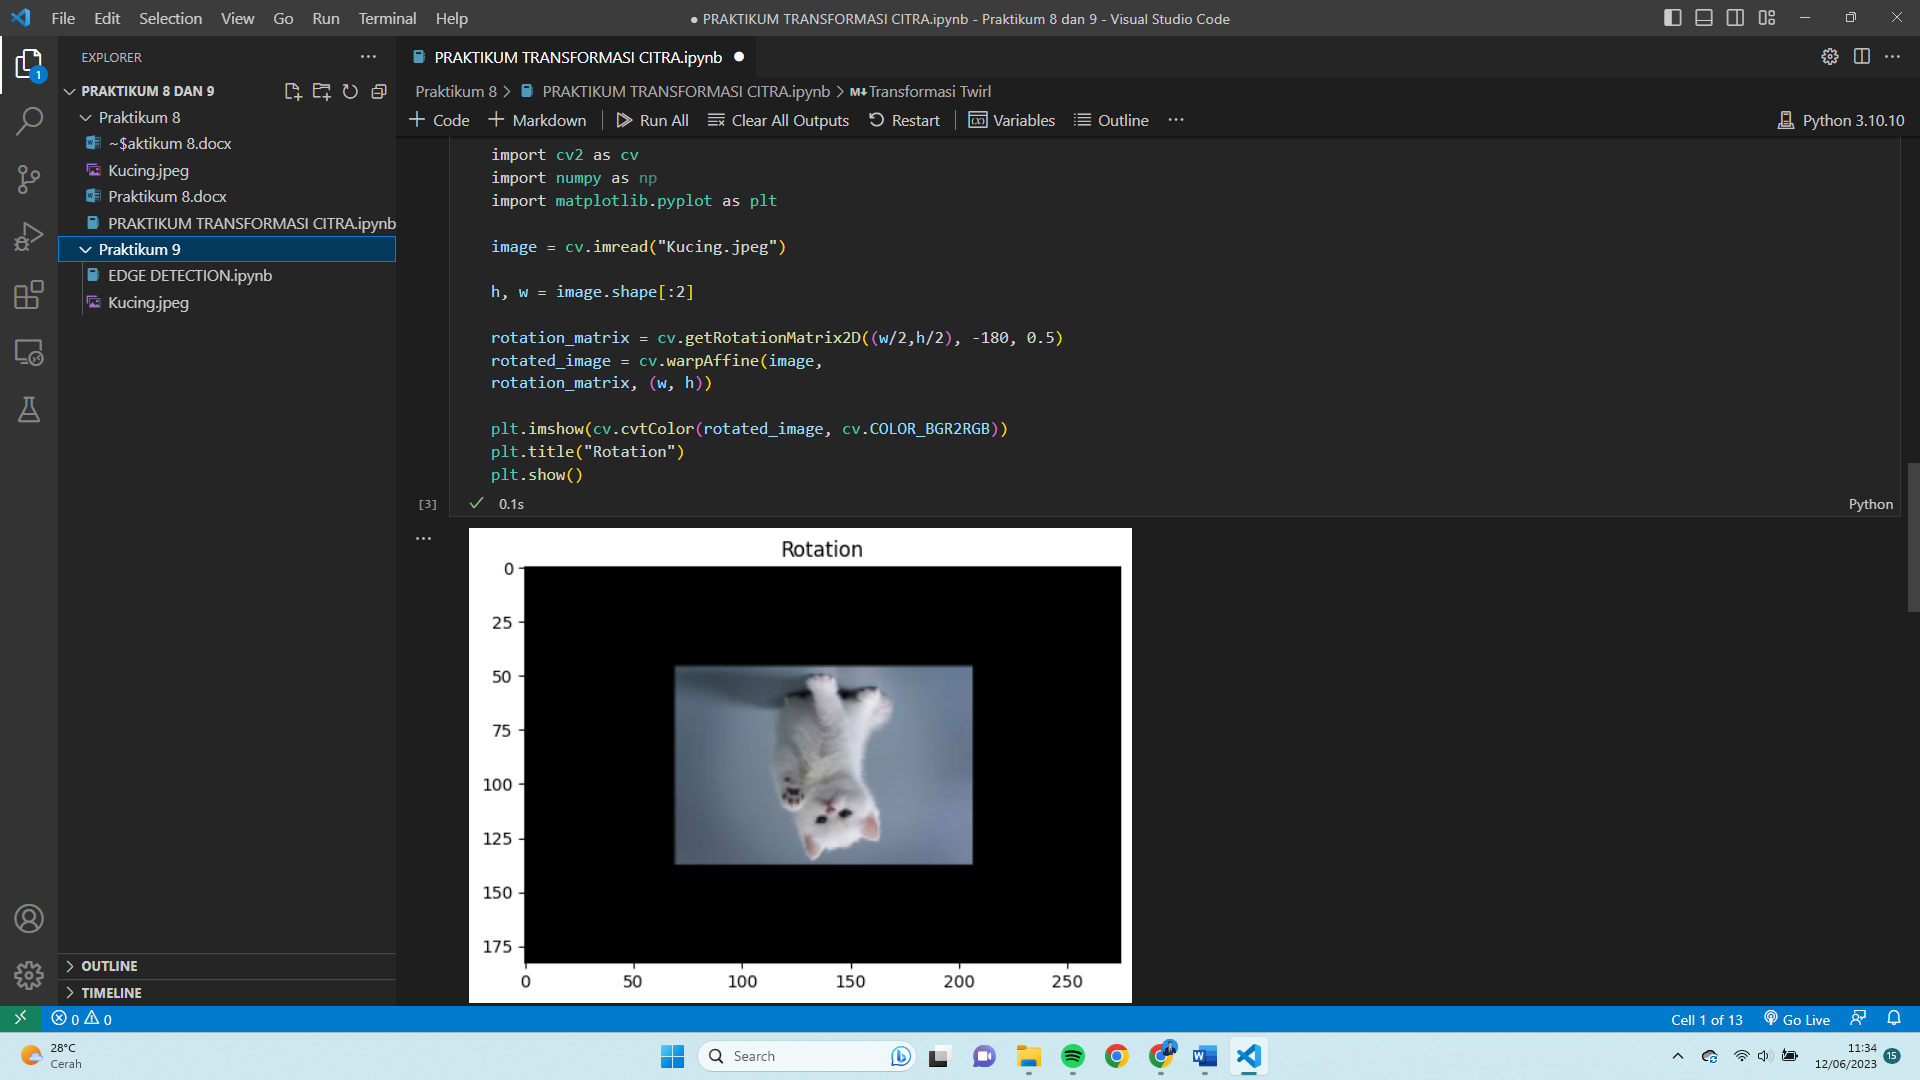 File Edit Selection View Go Run Terminal Help
● PRAKTIKUM TRANSFORMASI CITRA.ipynb - Praktikum 8 dan 9 - Visual Studio Code
EXPLORER
PRAKTIKUM 8 DAN 9
Praktikum 8
~$aktikum 8.docx
Kucing.jpeg
Praktikum 8.docx
PRAKTIKUM TRANSFORMASI CITRA.ipynb
Praktikum 9
EDGE DETECTION.ipynb
Kucing.jpeg
OUTLINE
TIMELINE
1
PRAKTIKUM TRANSFORMASI CITRA.ipynb
Praktikum 8 > PRAKTIKUM TRANSFORMASI CITRA.ipynb > M↓Transformasi Twirl
+ Code + Markdown Run All Clear All Outputs Restart Variables Outline ...
Python 3.10.10
import cv2 as cv
import numpy as np
import matplotlib.pyplot as plt
image = cv.imread("Kucing.jpeg")
h, w = image.shape[:2]
rotation_matrix = cv.getRotationMatrix2D((w/2,h/2), -180, 0.5)
rotated_image = cv.warpAffine(image,
rotation_matrix, (w, h))
plt.imshow(cv.cvtColor(rotated_image, cv.COLOR_BGR2RGB))
plt.title("Rotation")
plt.show()
[3] ✓ 0.1s
Python
Rotation
0
25
50
75
100
125
150
175
0 50 100 150 200 250
0 0
Cell 1 of 13 Go Live
28°C
Cerah
Search
11:34
12/06/2023
15